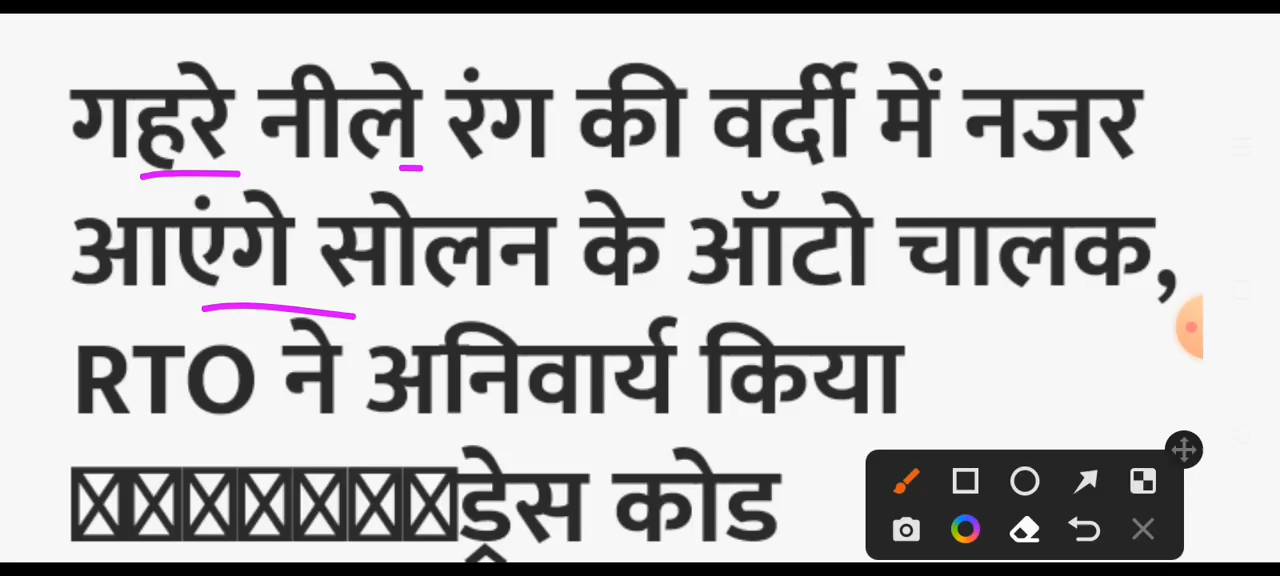 गहरे नीले रंग की वर्दी में नजर
आएंगे सोलन के ऑटो चालक,
RTO ने अनिवार्य किया
ड्रेस कोड